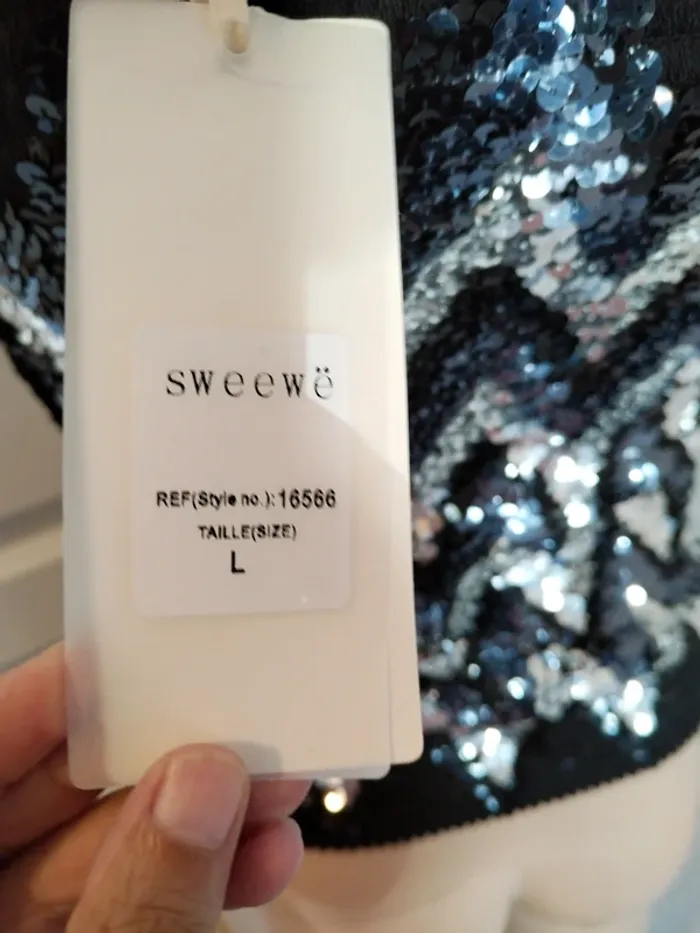 sweewë
REF(Style no.):16566
TAILLE(SIZE)
L